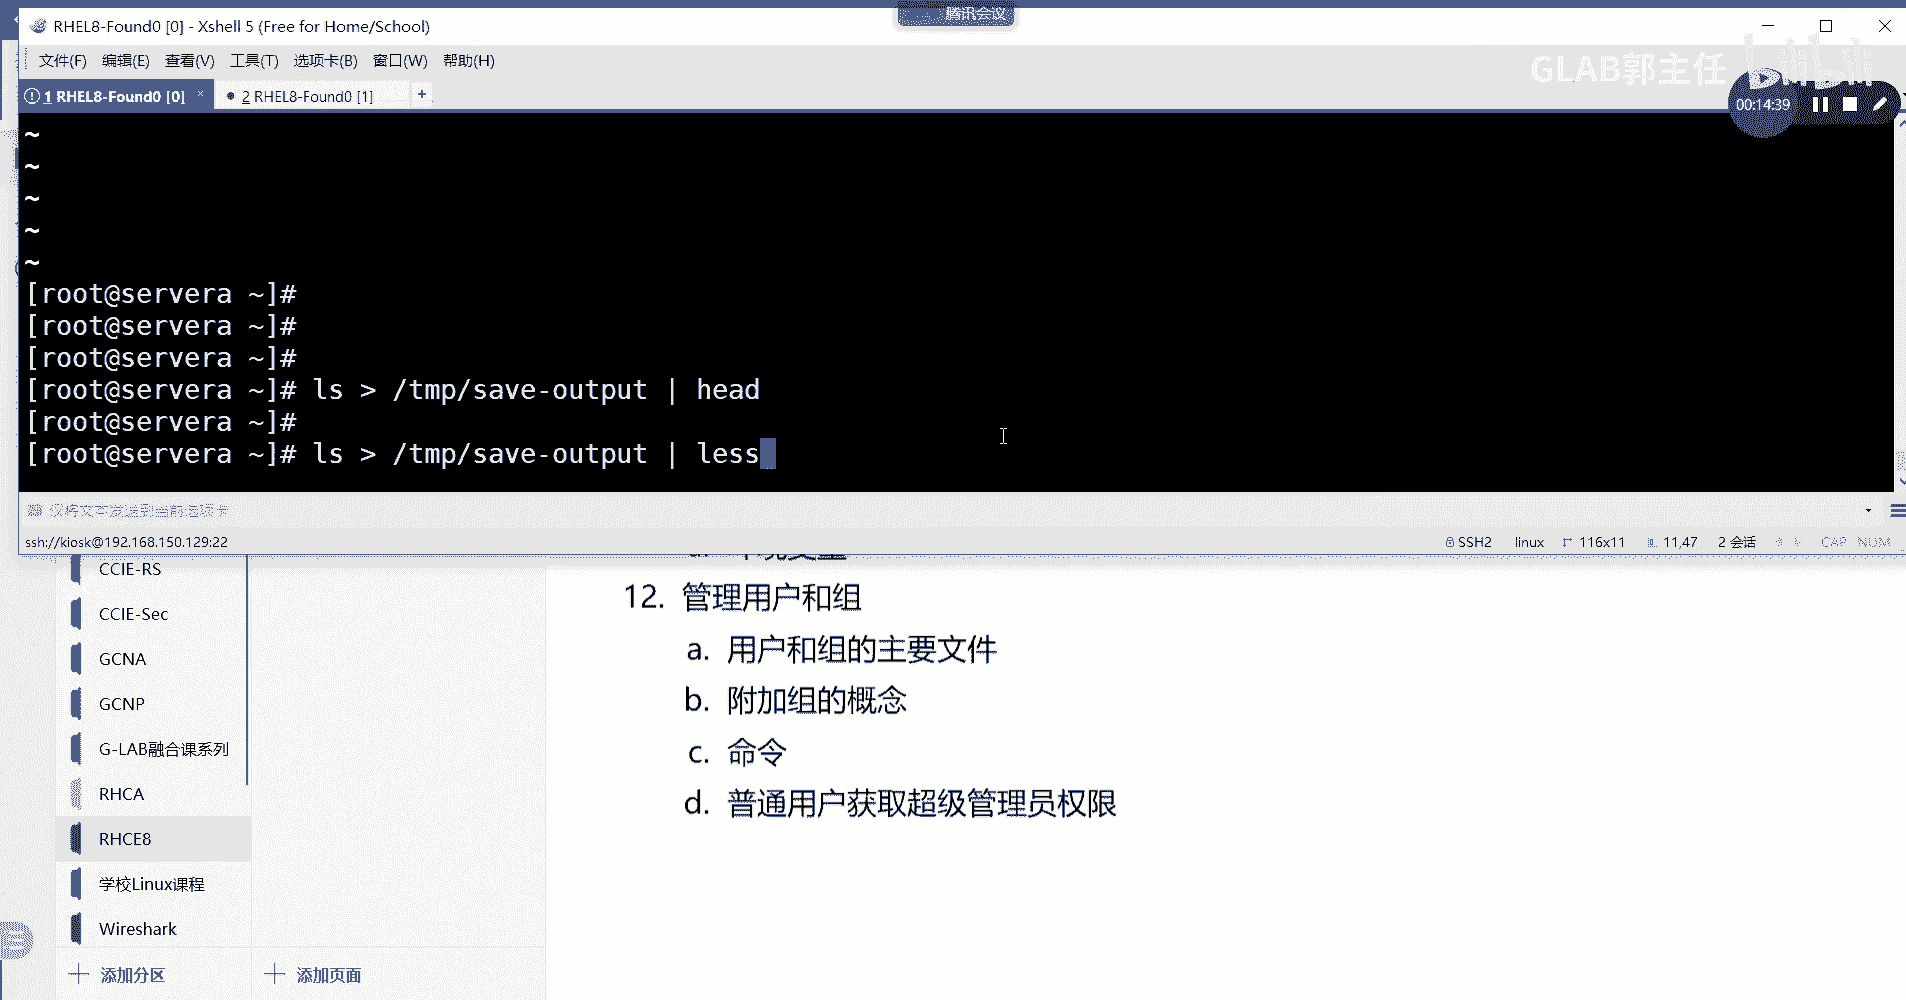 腾讯会议
RHEL8-Found0 [0] - Xshell 5 (Free for Home/School)
文件(F) 编辑(E) 查看(V) 工具(T) 选项卡(B) 窗口(W) 帮助(H)
GLAB郭主任 bilibili
1 RHEL8-Found0 [0] × 2 RHEL8-Found0 [1] +
00:14:39
~
~
~
~
~
[root@servera ~]#
[root@servera ~]#
[root@servera ~]#
[root@servera ~]# ls > /tmp/save-output | head
[root@servera ~]#
[root@servera ~]# ls > /tmp/save-output | less
仅将文本发送到当前选项卡
ssh://kiosk@192.168.150.129:22 SSH2 linux 116x11 11,47 2 会话 CAP NUM
CCIE-RS
CCIE-Sec
GCNA
GCNP
G-LAB融合课系列
RHCA
RHCE8
学校Linux课程
Wireshark
添加分区
添加页面
12. 管理用户和组
a. 用户和组的主要文件
b. 附加组的概念
c. 命令
d. 普通用户获取超级管理员权限